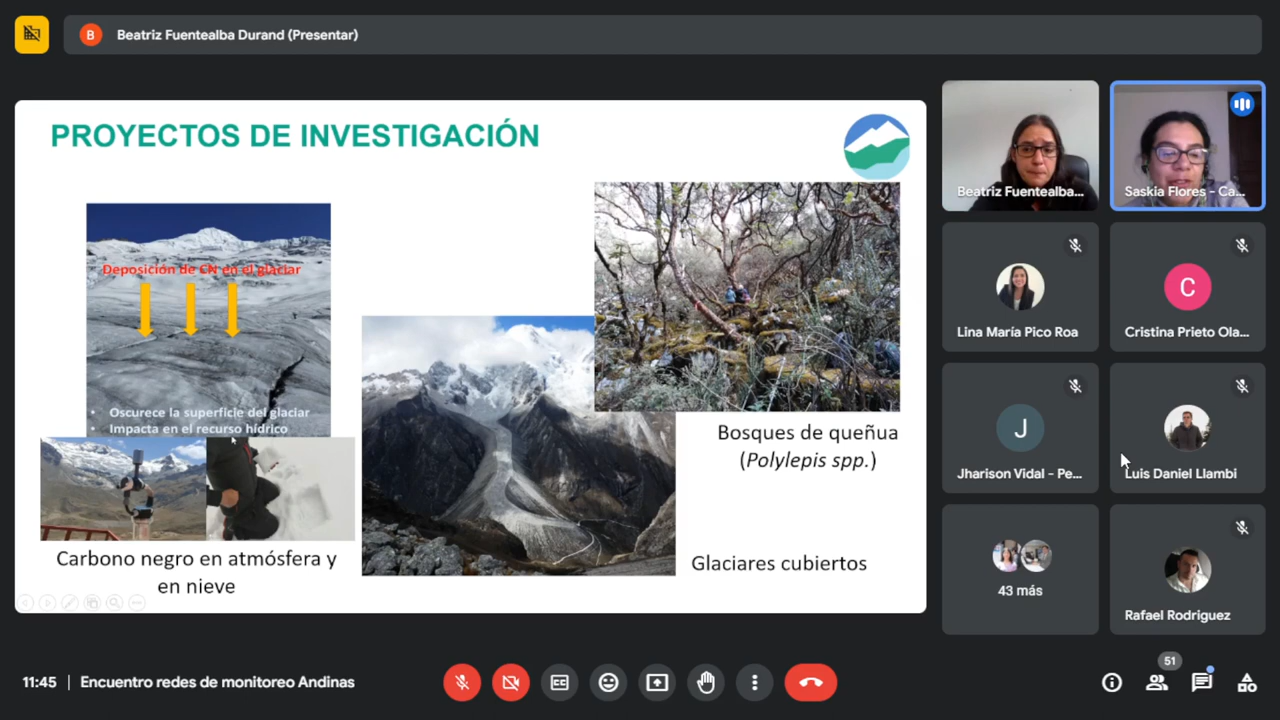 B Beatriz Fuentealba Durand (Presentar)
PROYECTOS DE INVESTIGACIÓN
Deposición de CN en el glaciar
• Oscurece la superficie del glaciar
• Impacta en el recurso hídrico
Carbono negro en atmósfera y
en nieve
Bosques de queñua
(Polylepis spp.)
Glaciares cubiertos
Beatriz Fuentealba...
Saskia Flores - Ca...
Lina María Pico Roa
C
Cristina Prieto Ola...
J
Jharison Vidal - Pe...
Luis Daniel Llambi
43 más
Rafael Rodriguez
11:45 | Encuentro redes de monitoreo Andinas
CC
51